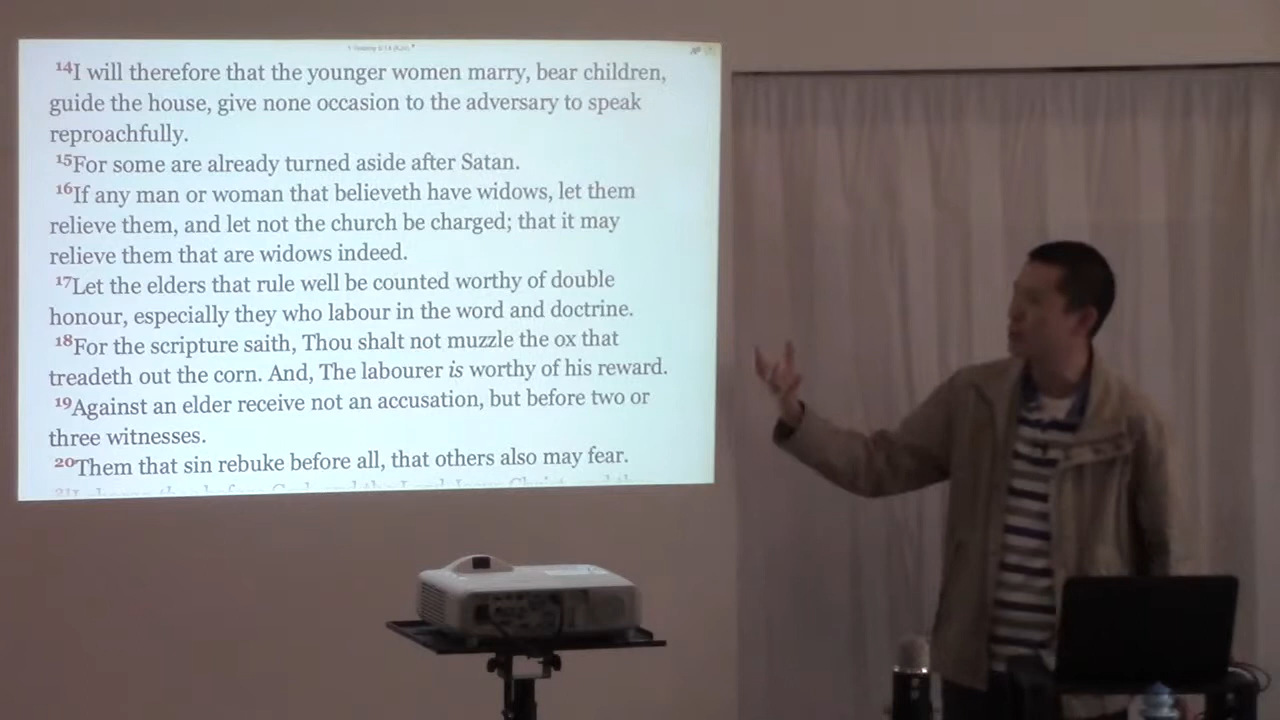 14I will therefore that the younger women marry, bear children,
guide the house, give none occasion to the adversary to speak
reproachfully.
15For some are already turned aside after Satan.
16If any man or woman that believeth have widows, let them
relieve them, and let not the church be charged; that it may
relieve them that are widows indeed.
17Let the elders that rule well be counted worthy of double
honour, especially they who labour in the word and doctrine.
18For the scripture saith, Thou shalt not muzzle the ox that
treadeth out the corn. And, The labourer is worthy of his reward.
19Against an elder receive not an accusation, but before two or
three witnesses.
20Them that sin rebuke before all, that others also may fear.